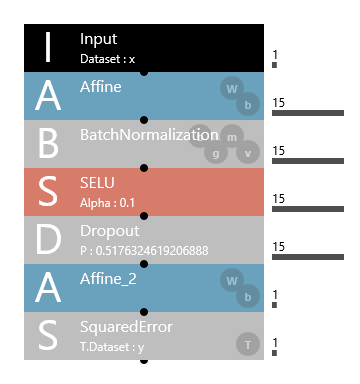 I Input 1
Dataset : x
A Affine W b 15
B BatchNormalization m g v 15
S SELU 15
Alpha : 0.1
D Dropout 15
P : 0.5176324619206888
A Affine_2 W b 1
S SquaredError T 1
T.Dataset : y